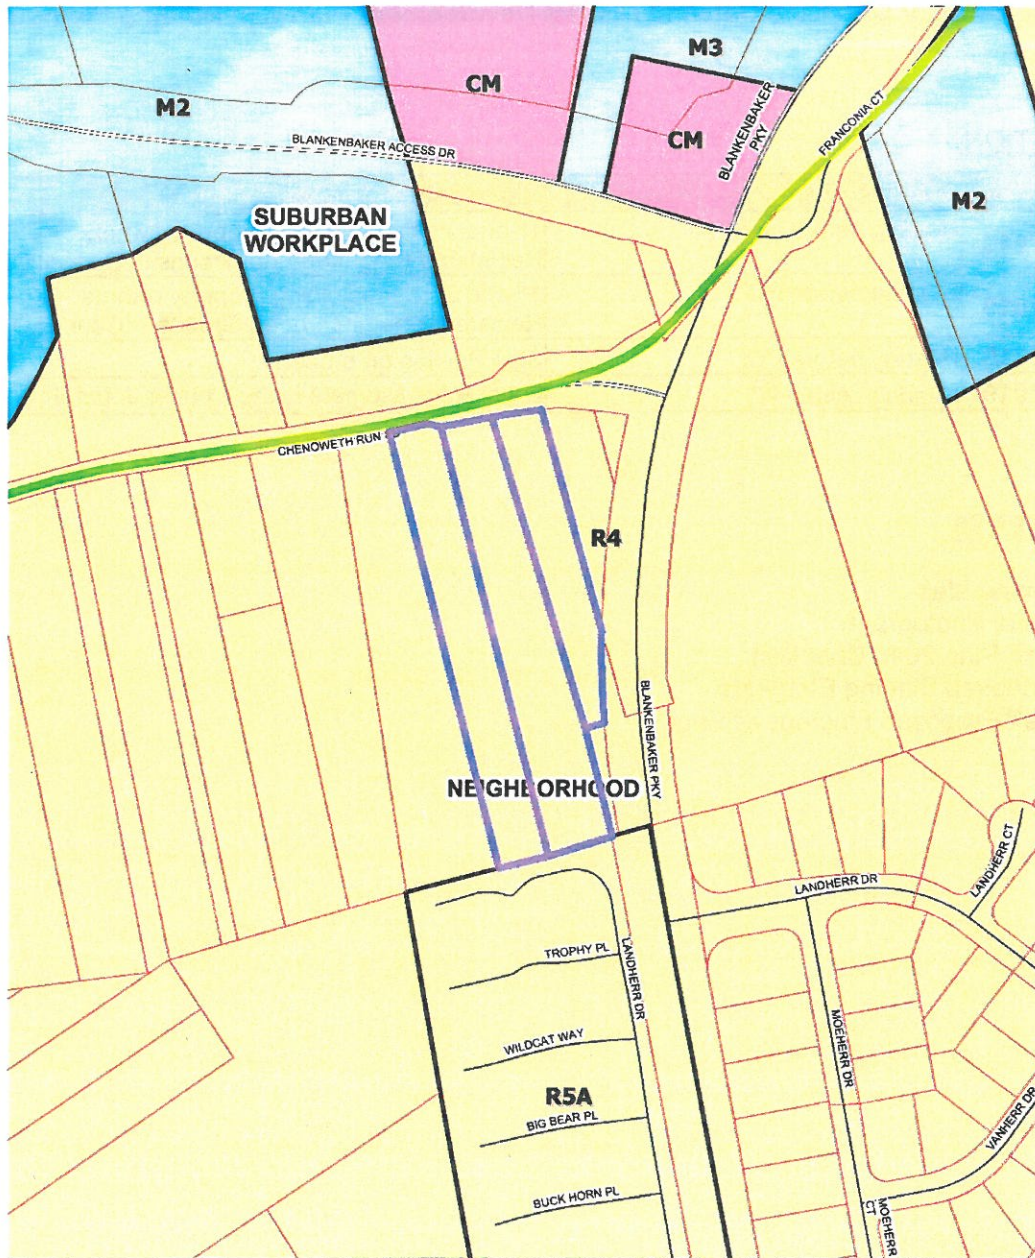 M3
CM
M2
BLANKENBAKER
PKY
FRANCONIA CT
BLANKENBAKER ACCESS DR
CM
M2
SUBURBAN
WORKPLACE
CHENOWETH RUN
R4
BLANKENBAKER PKY
NEIGHBORHOOD
LANDHERR CT
LANDHERR DR
TROPHY PL
LANDHERR DR
WILDCAT WAY
MOEHERR DR
R5A
BIG BEAR PL
VANHERR DR
BUCK HORN PL
MOEHERR
CT